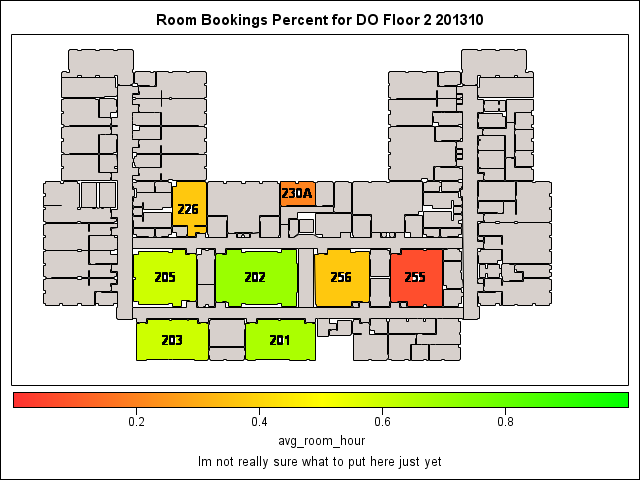 Room Bookings Percent for DO Floor 2 201310
230A
226
205 202 256 255
203 201
0.2 0.4 0.6 0.8
avg_room_hour
Im not really sure what to put here just yet